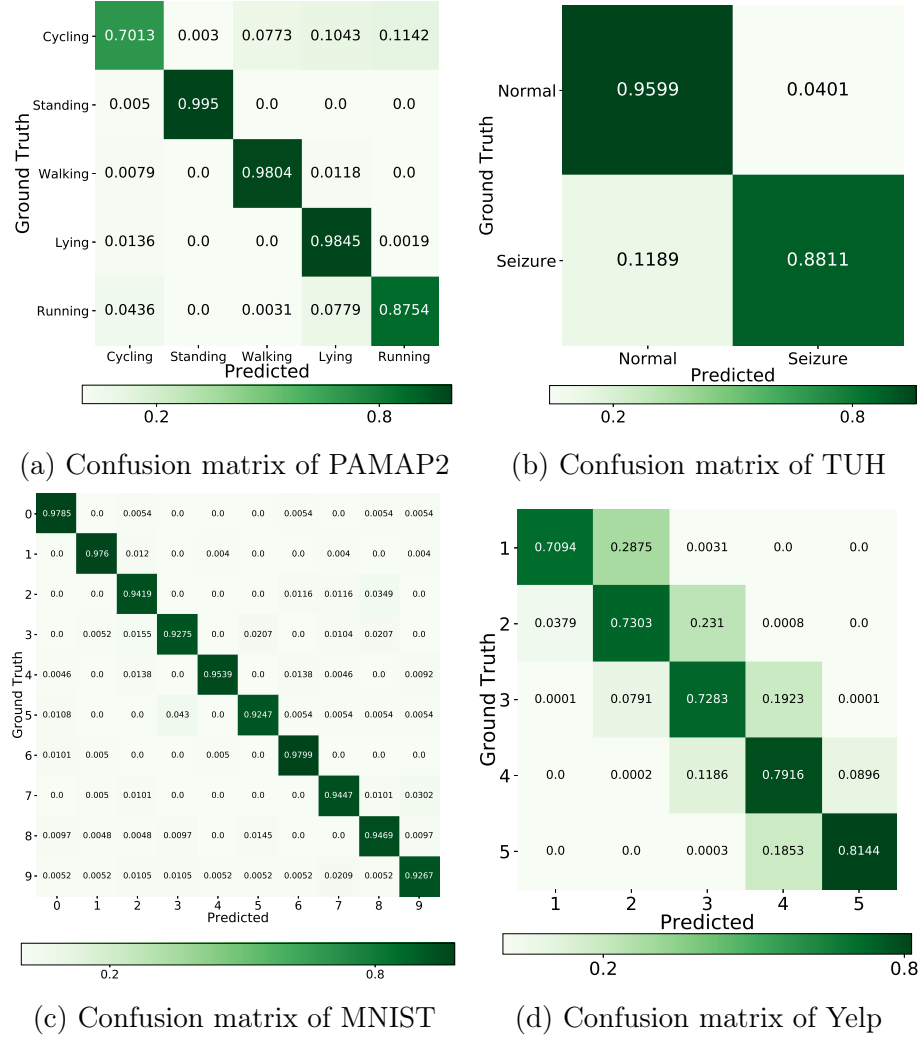 Cycling 0.7013 0.003 0.0773 0.1043 0.1142
Standing 0.005 0.995 0.0 0.0 0.0
Walking 0.0079 0.0 0.9804 0.0118 0.0
Lying 0.0136 0.0 0.0 0.9845 0.0019
Running 0.0436 0.0 0.0031 0.0779 0.8754
Ground Truth
Cycling Standing Walking Lying Running
Predicted
0.2 0.8
(a) Confusion matrix of PAMAP2
Normal 0.9599 0.0401
Seizure 0.1189 0.8811
Ground Truth
Normal Seizure
Predicted
0.2 0.8
(b) Confusion matrix of TUH
0 0.9785 0.0 0.0054 0.0 0.0 0.0 0.0054 0.0 0.0054 0.0054
1 0.0 0.976 0.012 0.0 0.004 0.0 0.0 0.004 0.0 0.004
2 0.0 0.0 0.9419 0.0 0.0 0.0 0.0116 0.0116 0.0349 0.0
3 0.0 0.0052 0.0155 0.9275 0.0 0.0207 0.0 0.0104 0.0207 0.0
4 0.0046 0.0 0.0138 0.0 0.9539 0.0 0.0138 0.0046 0.0 0.0092
5 0.0108 0.0 0.0 0.043 0.0 0.9247 0.0054 0.0054 0.0054 0.0054
6 0.0101 0.005 0.0 0.0 0.005 0.0 0.9799 0.0 0.0 0.0
7 0.0 0.005 0.0101 0.0 0.0 0.0 0.0 0.9447 0.0101 0.0302
8 0.0097 0.0048 0.0048 0.0097 0.0 0.0145 0.0 0.0 0.9469 0.0097
9 0.0052 0.0052 0.0105 0.0105 0.0052 0.0052 0.0052 0.0209 0.0052 0.9267
Ground Truth
0 1 2 3 4 5 6 7 8 9
Predicted
0.2 0.8
(c) Confusion matrix of MNIST
1 0.7094 0.2875 0.0031 0.0 0.0
2 0.0379 0.7303 0.231 0.0008 0.0
3 0.0001 0.0791 0.7283 0.1923 0.0001
4 0.0 0.0002 0.1186 0.7916 0.0896
5 0.0 0.0 0.0003 0.1853 0.8144
Ground Truth
1 2 3 4 5
Predicted
0.2 0.8
(d) Confusion matrix of Yelp